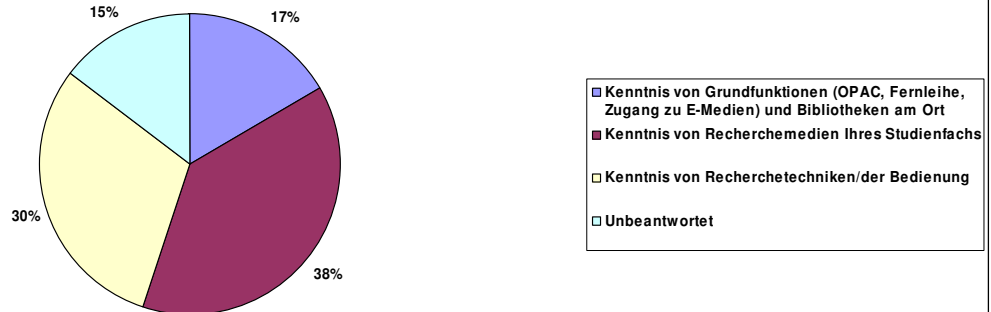 15%
17%
30%
38%
Kenntnis von Grundfunktionen (OPAC, Fernleihe,
Zugang zu E-Medien) und Bibliotheken am Ort
Kenntnis von Recherchemedien Ihres Studienfachs
Kenntnis von Recherchetechniken/der Bedienung
Unbeantwortet